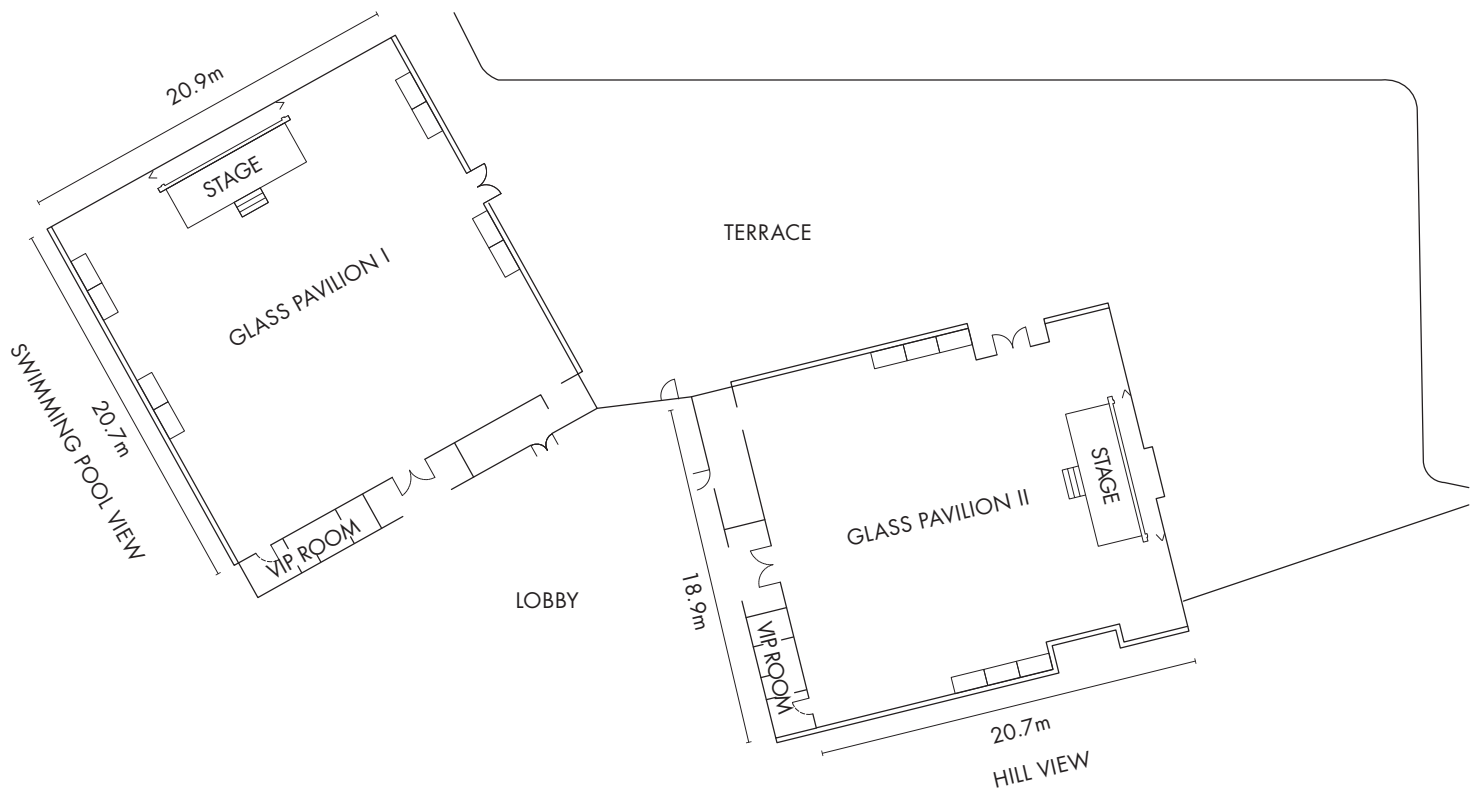 20.9m
STAGE
TERRACE
GLASS PAVILION I
SWIMMING POOL VIEW
20.7m
STAGE
GLASS PAVILION II
VIP ROOM
LOBBY
18.9m
VIP ROOM
20.7m
HILL VIEW